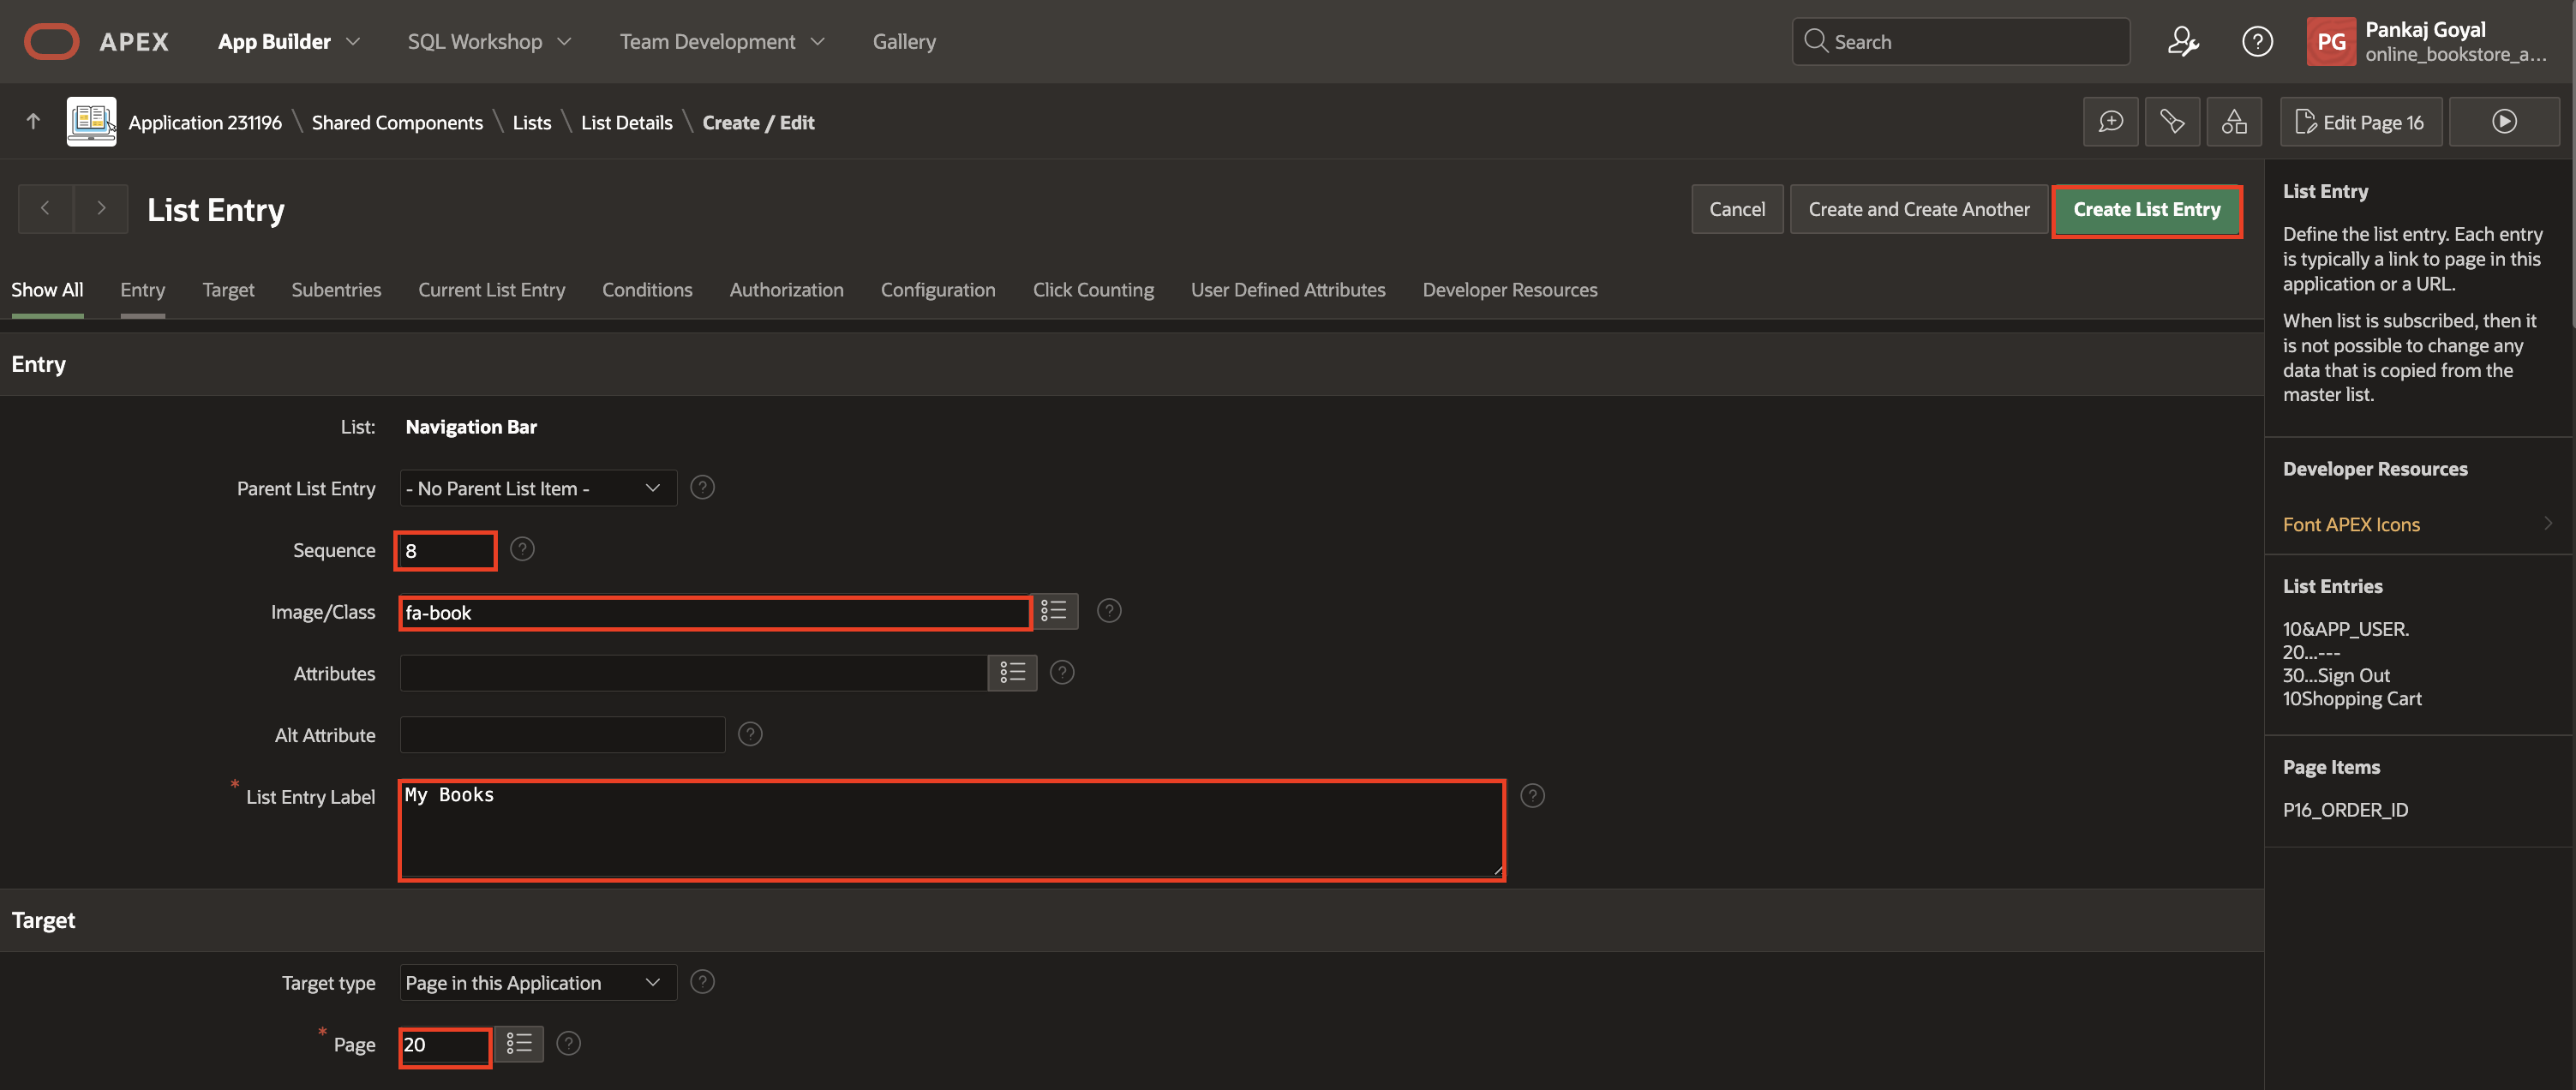 APEX App Builder SQL Workshop Team Development Gallery Search PG Pankaj Goyal
online_bookstore_a...
Application 231196 \ Shared Components \ Lists \ List Details \ Create / Edit Edit Page 16
List Entry Cancel Create and Create Another Create List Entry
Show All Entry Target Subentries Current List Entry Conditions Authorization Configuration Click Counting User Defined Attributes Developer Resources
Entry
List: Navigation Bar
Parent List Entry - No Parent List Item -
Sequence 8
Image/Class fa-book
Attributes
Alt Attribute
* List Entry Label My Books
Target
Target type Page in this Application
* Page 20
List Entry
Define the list entry. Each entry
is typically a link to page in this
application or a URL.
When list is subscribed, then it
is not possible to change any
data that is copied from the
master list.
Developer Resources
Font APEX Icons
List Entries
10&APP_USER.
20...---
30...Sign Out
10Shopping Cart
Page Items
P16_ORDER_ID